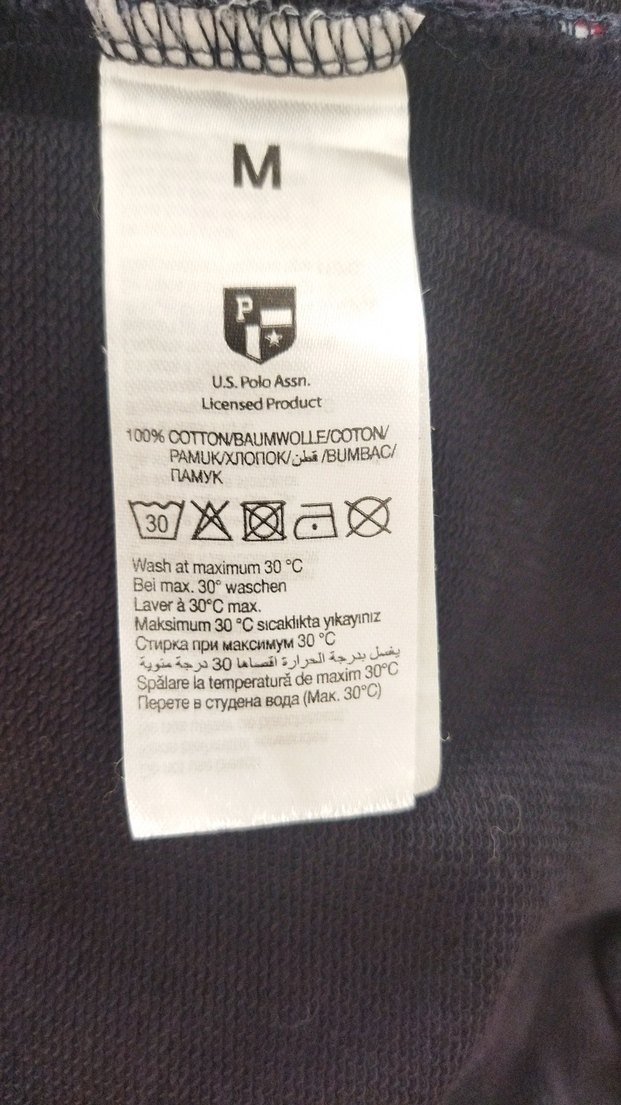 M
P
U.S. Polo Assn.
Licensed Product
100% COTTON/BAUMWOLLE/COTON/
PAMUK/ХЛОПОК/قطن/BUMBAC/
ПАМУК
30
Wash at maximum 30 °C
Bei max. 30° waschen
Laver à 30°C max.
Maksimum 30 °C sıcaklıkta yıkayınız
Стирка при максимум 30 °C
يغسل بدرجة الحرارة اقصاها 30 درجة مئوية
Spălare la temperatură de maxim 30°C
Перете в студена вода (Мак. 30°C)